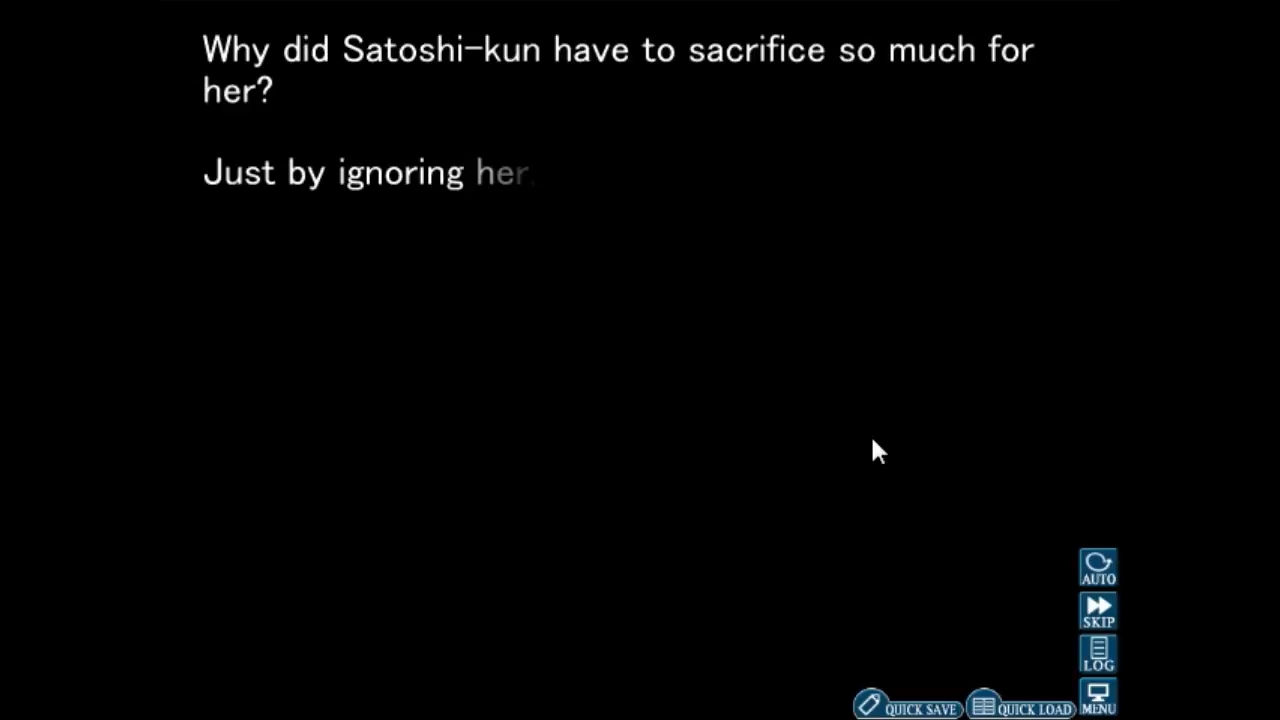 Why did Satoshi-kun have to sacrifice so much for
her?
Just by ignoring her,
AUTO
SKIP
LOG
MENU
QUICK SAVE
QUICK LOAD